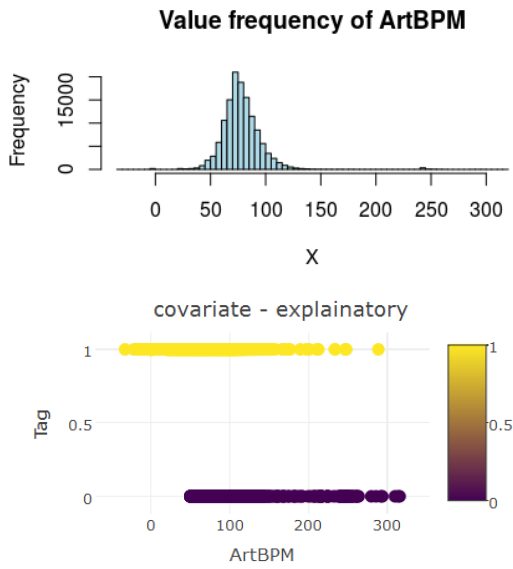 Value frequency of ArtBPM
Frequency
15000
0
0 50 100 150 200 250 300
X
covariate - explainatory
Tag
1
0.5
0
0 100 200 300
ArtBPM
1
0.5
0